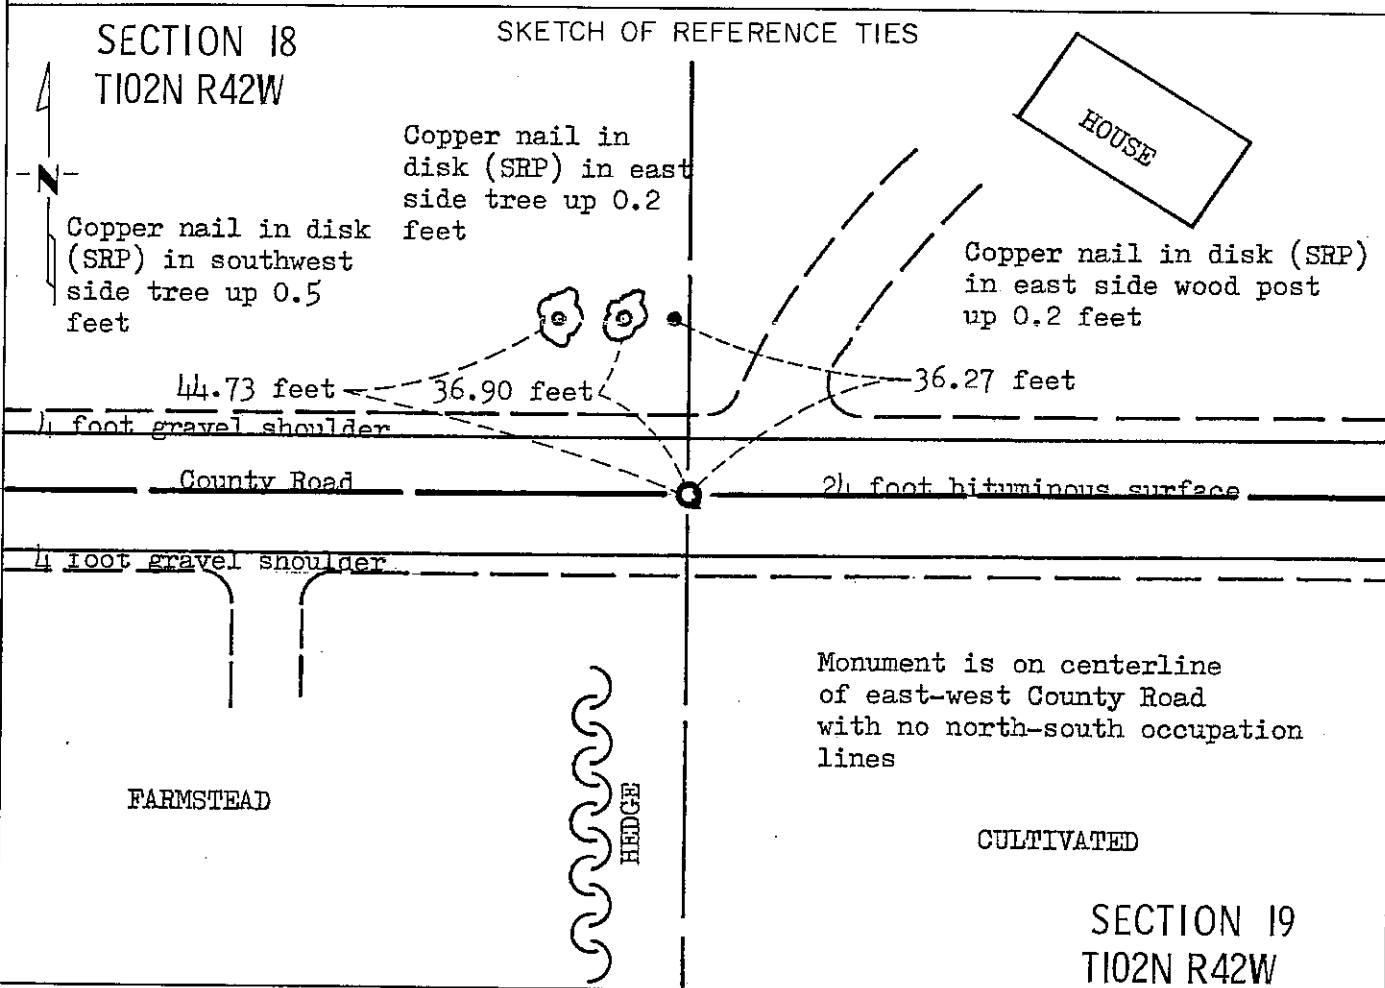 SKETCH OF REFERENCE TIES
SECTION 18
T102N R42W
N
Copper nail in disk
(SRP) in southwest
side tree up 0.5
feet
Copper nail in
disk (SRP) in east
side tree up 0.2
feet
HOUSE
Copper nail in disk (SRP)
in east side wood post
up 0.2 feet
44.73 feet
36.90 feet
36.27 feet
4 foot gravel shoulder
County Road
24 foot bituminous surface
4 foot gravel shoulder
Monument is on centerline
of east-west County Road
with no north-south occupation
lines
FARMSTEAD
HEDGE
CULTIVATED
SECTION 19
T102N R42W